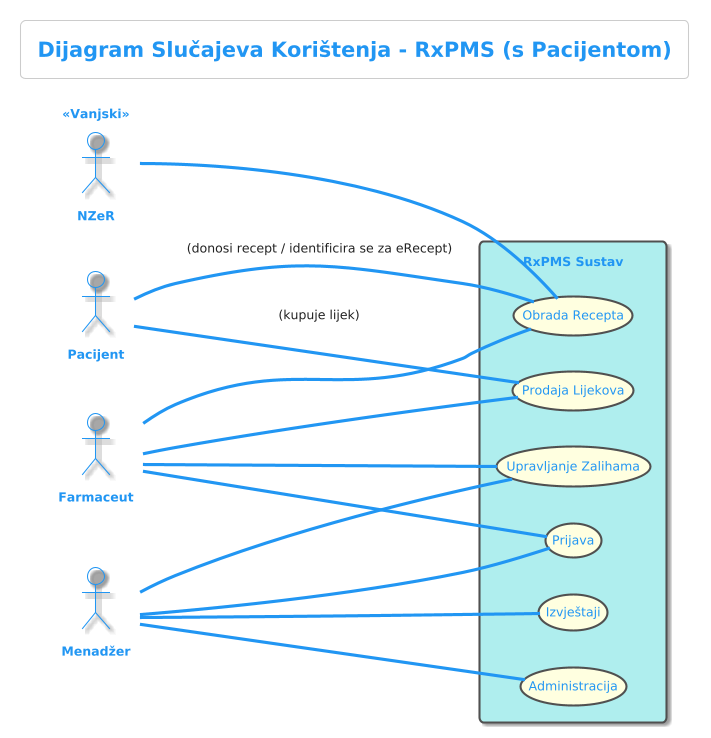 Dijagram Slučajeva Korištenja - RxPMS (s Pacijentom)
«Vanjski»
NZeR
(donosi recept / identificira se za eRecept)
RxPMS Sustav
Obrada Recepta
(kupuje lijek)
Pacijent
Prodaja Lijekova
Upravljanje Zalihama
Farmaceut
Prijava
Izvještaji
Menadžer
Administracija